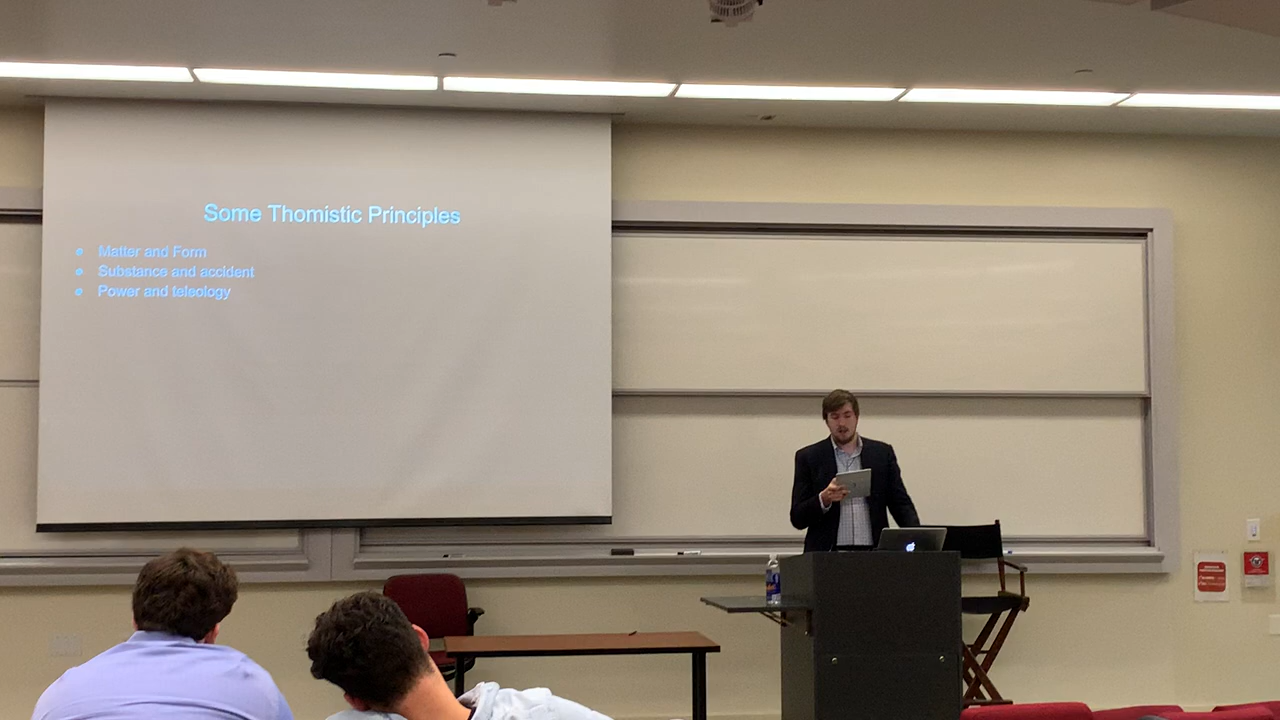 Some Thomistic Principles
Matter and Form
Substance and accident
Power and teleology